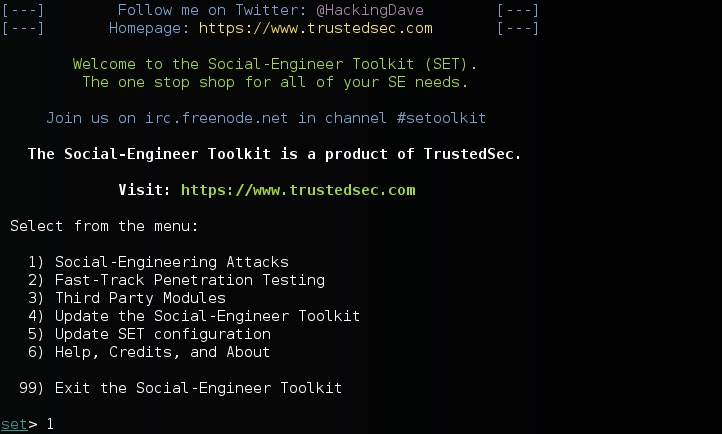 [---] Follow me on Twitter: @HackingDave [---]
[---] Homepage: https://www.trustedsec.com [---]
Welcome to the Social-Engineer Toolkit (SET).
The one stop shop for all of your SE needs.
Join us on irc.freenode.net in channel #setoolkit
The Social-Engineer Toolkit is a product of TrustedSec.
Visit: https://www.trustedsec.com
Select from the menu:
1) Social-Engineering Attacks
2) Fast-Track Penetration Testing
3) Third Party Modules
4) Update the Social-Engineer Toolkit
5) Update SET configuration
6) Help, Credits, and About
99) Exit the Social-Engineer Toolkit
set> 1